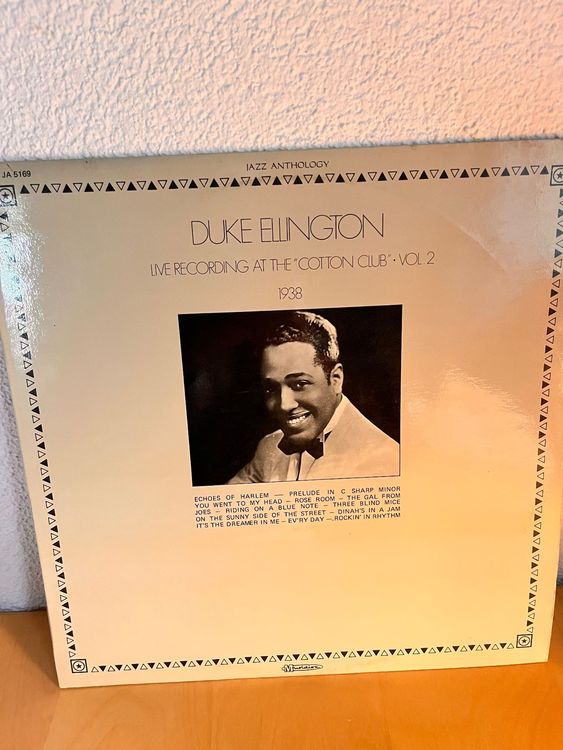 JA 5169
JAZZ ANTHOLOGY
DUKE ELLINGTON
LIVE RECORDING AT THE "COTTON CLUB" • VOL. 2
1938
ECHOES OF HARLEM — PRELUDE IN C SHARP MINOR
YOU WENT TO MY HEAD – ROSE ROOM – THE GAL FROM
JOES – RIDING ON A BLUE NOTE – THREE BLIND MICE
ON THE SUNNY SIDE OF THE STREET – DINAH'S IN A JAM
IT'S THE DREAMER IN ME – EV'RY DAY –. ROCKIN' IN RHYTHM
Musidisc